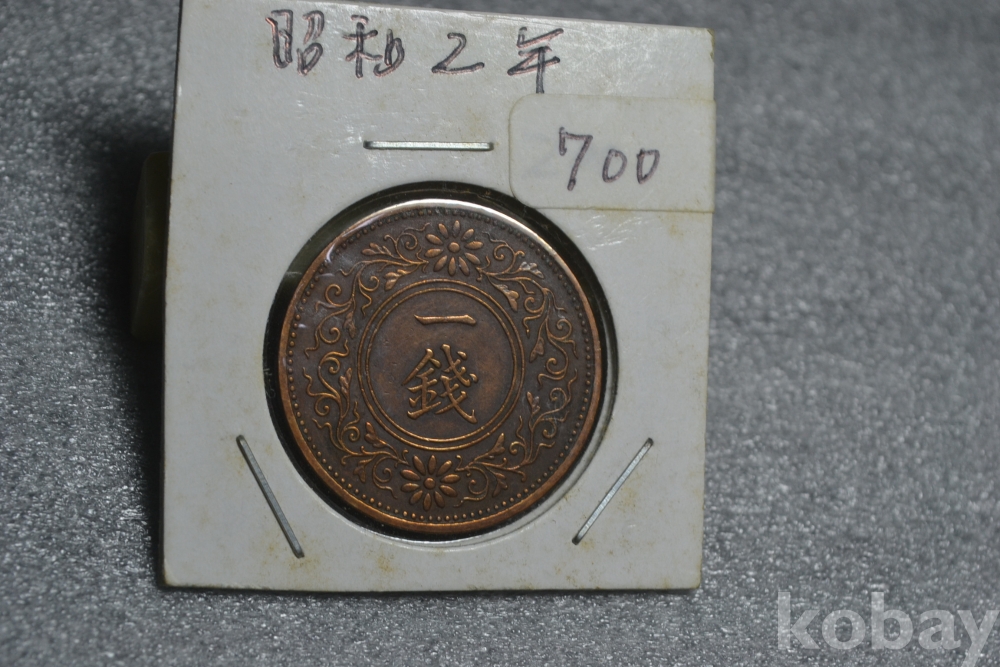 昭和2年
700
一
錢
kobay